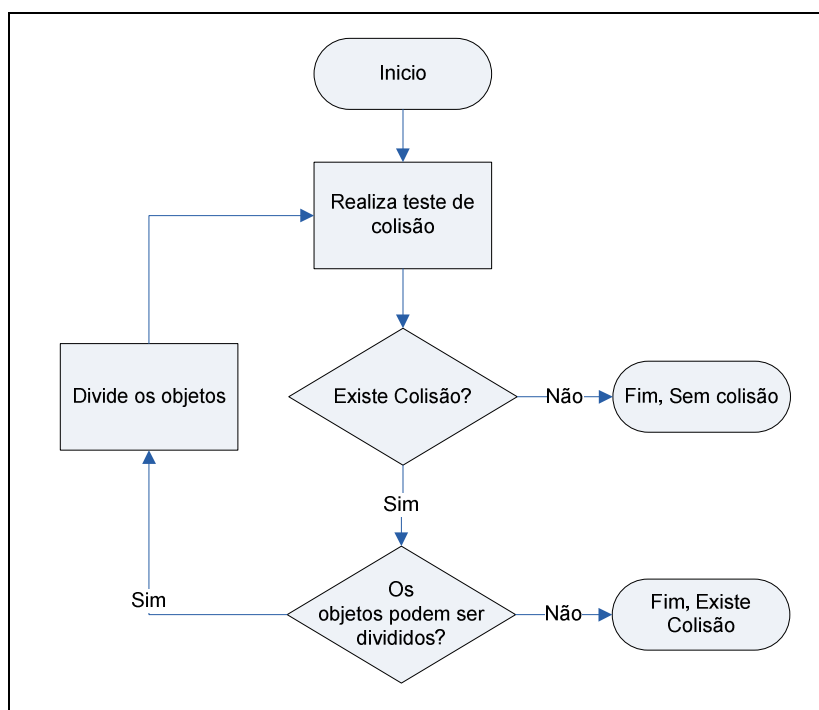 Inicio
Realiza teste de
colisão
Divide os objetos
Existe Colisão?
Não
Fim, Sem colisão
Sim
Os
objetos podem ser
divididos?
Sim
Não
Fim, Existe
Colisão